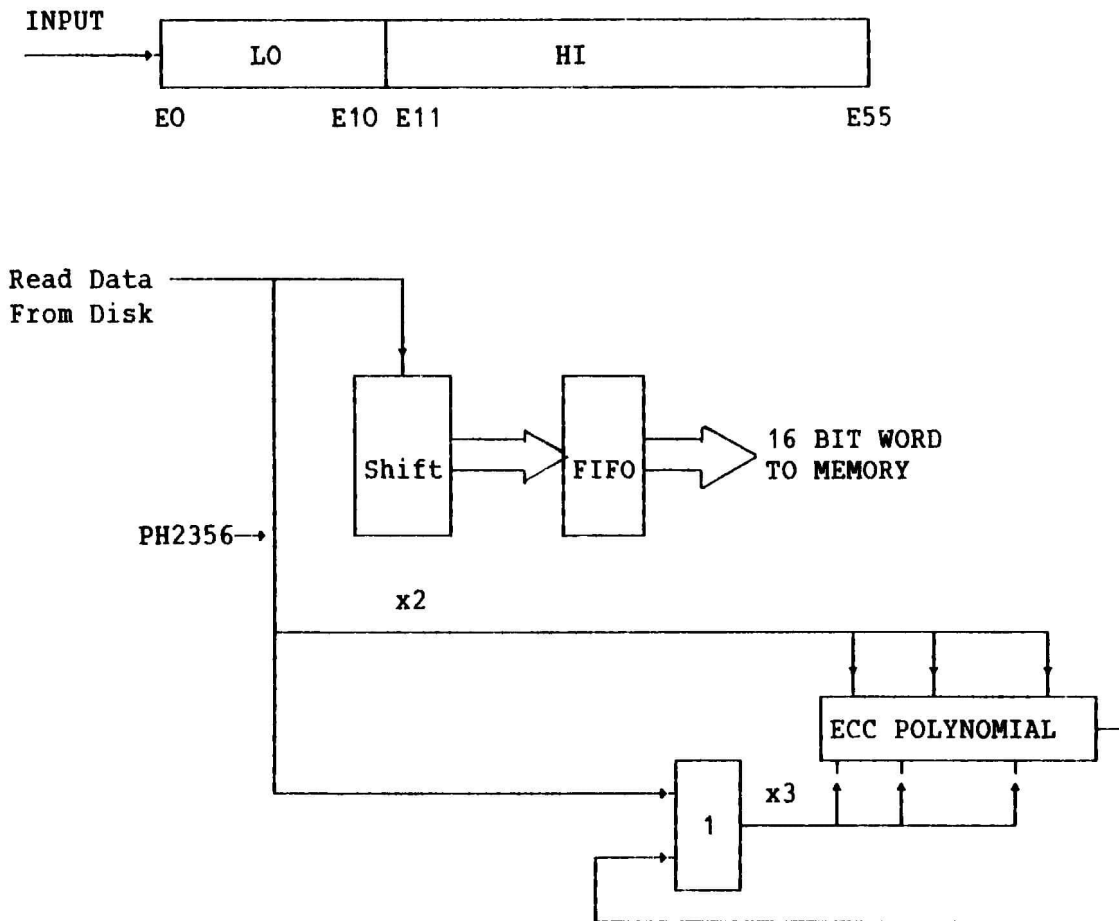 INPUT
LO HI
E0 E10 E11 E55
Read Data
From Disk
Shift
FIFO
16 BIT WORD
TO MEMORY
PH2356
x2
ECC POLYNOMIAL
x3
1